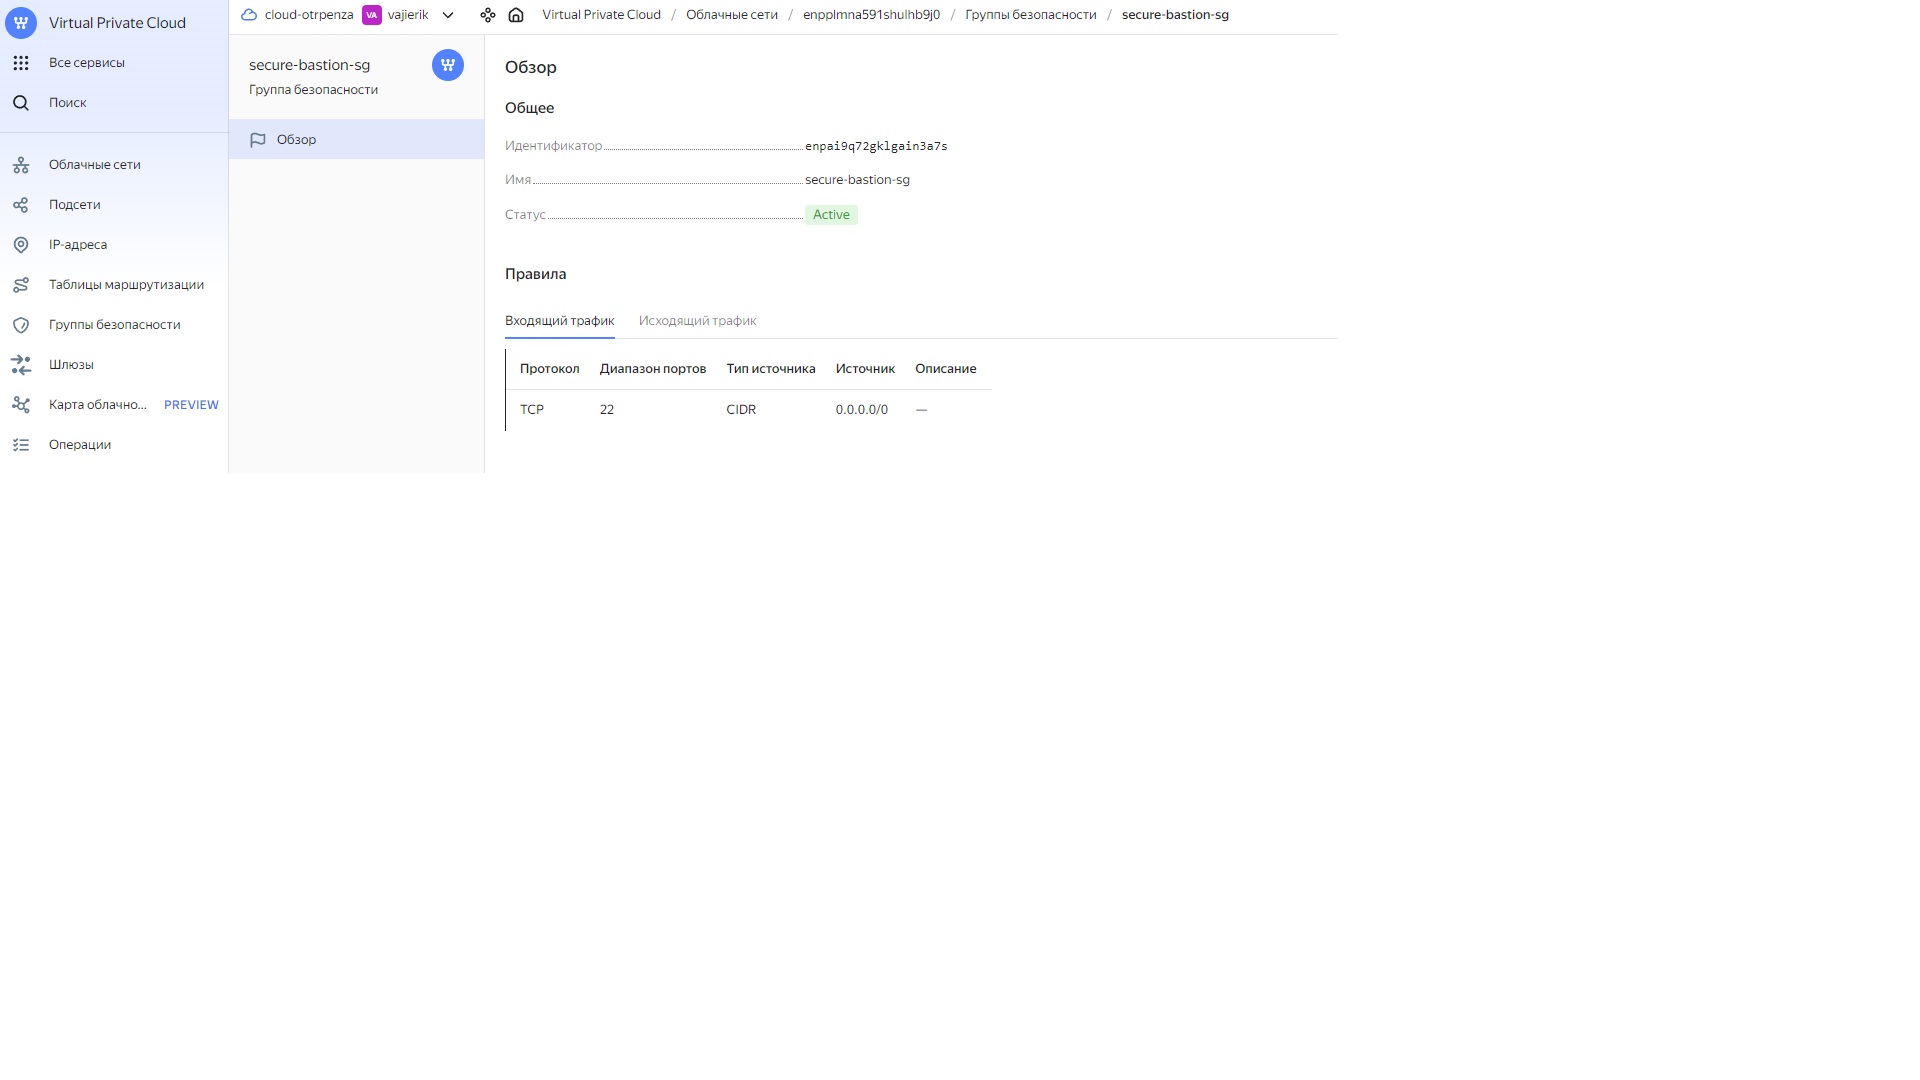 Virtual Private Cloud
Все сервисы
Поиск
Облачные сети
Подсети
IP-адреса
Таблицы маршрутизации
Группы безопасности
Шлюзы
Карта облачно... PREVIEW
Операции
cloud-otrpenza VA vajierik Virtual Private Cloud / Облачные сети / enpplmna591shulhb9j0 / Группы безопасности / secure-bastion-sg
secure-bastion-sg
Группа безопасности
Обзор
Обзор
Общее
Идентификатор enpai9q72gklgain3a7s
Имя secure-bastion-sg
Статус Active
Правила
Входящий трафик Исходящий трафик
Протокол Диапазон портов Тип источника Источник Описание
TCP 22 CIDR 0.0.0.0/0 —